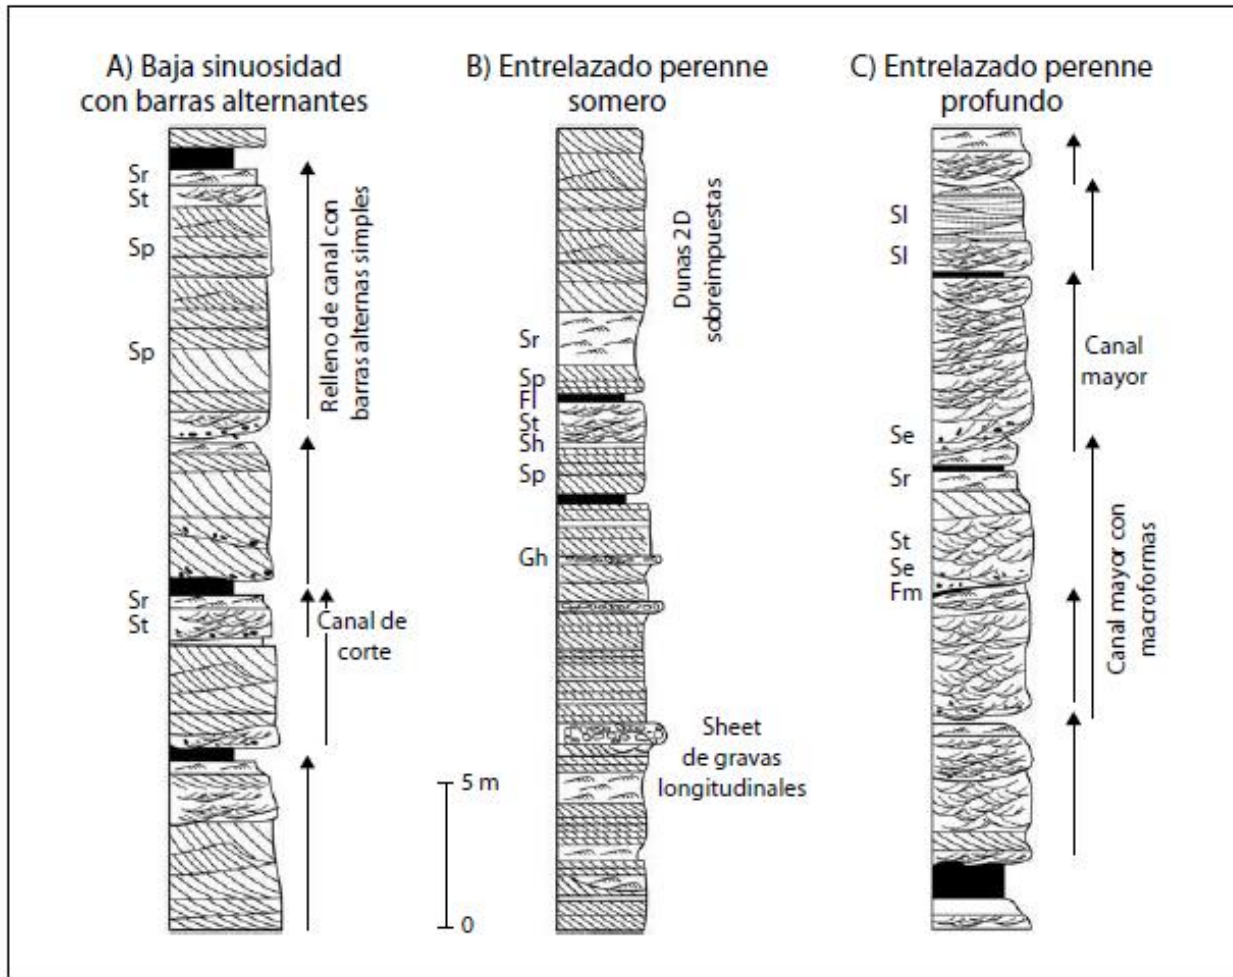 A) Baja sinuosidad
con barras alternantes
Sr
St
Sp
Sp
Sr
St
Relleno de canal con
barras alternas simples
Canal de
corte
B) Entrelazado perenne
somero
Sr
Sp
Fl
St
Sh
Sp
Gh
Dunas 2D
sobreimpuestas
Sheet
de gravas
longitudinales
5 m
0
C) Entrelazado perenne
profundo
Sl
Sl
Se
Sr
St
Se
Fm
Canal
mayor
Canal mayor con
macroformas